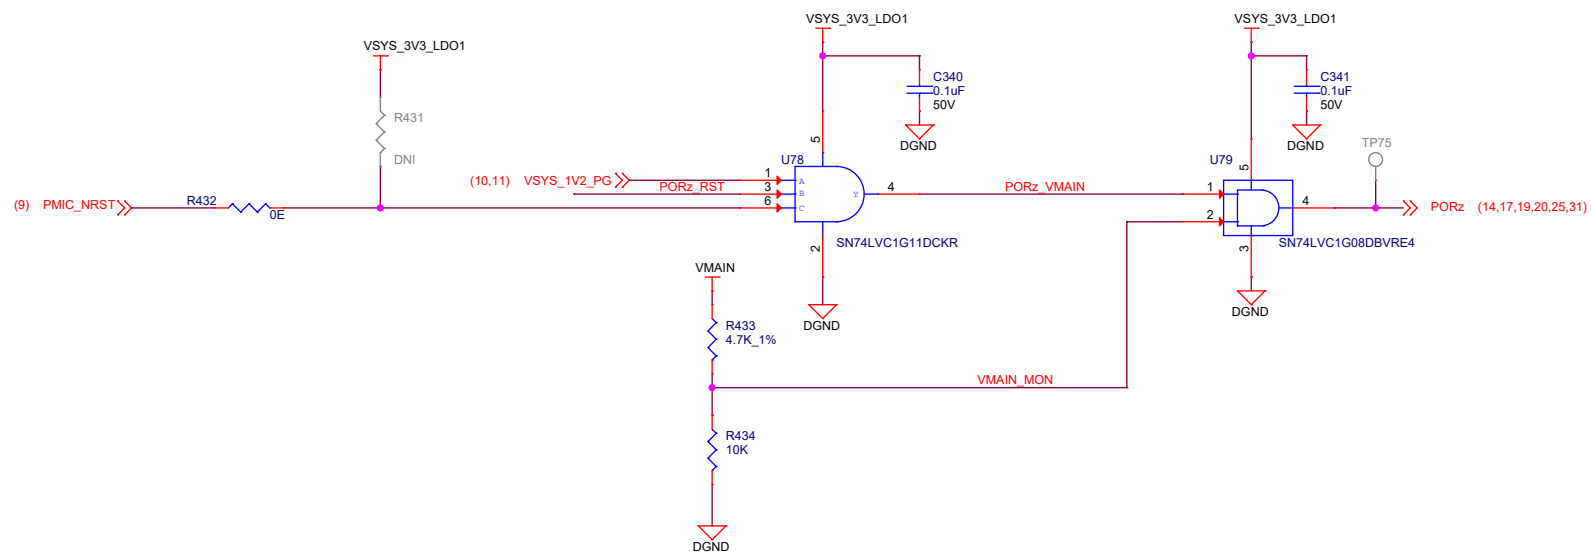 VSYS_3V3_LDO1
VSYS_3V3_LDO1
VSYS_3V3_LDO1
C340
0.1uF
50V
C341
0.1uF
50V
R431
DNI
5
DGND
5
DGND
TP75
U78
U79
(10,11) VSYS_1V2_PG
1
A
PORz_RST
3
B
Y
4
PORz_VMAIN
1
(9) PMIC_NRST
R432
0E
6
C
2
4
PORz (14,17,19,20,25,31)
2
SN74LVC1G11DCKR
3
SN74LVC1G08DBVRE4
VMAIN
DGND
DGND
R433
4.7K_1%
VMAIN_MON
R434
10K
DGND